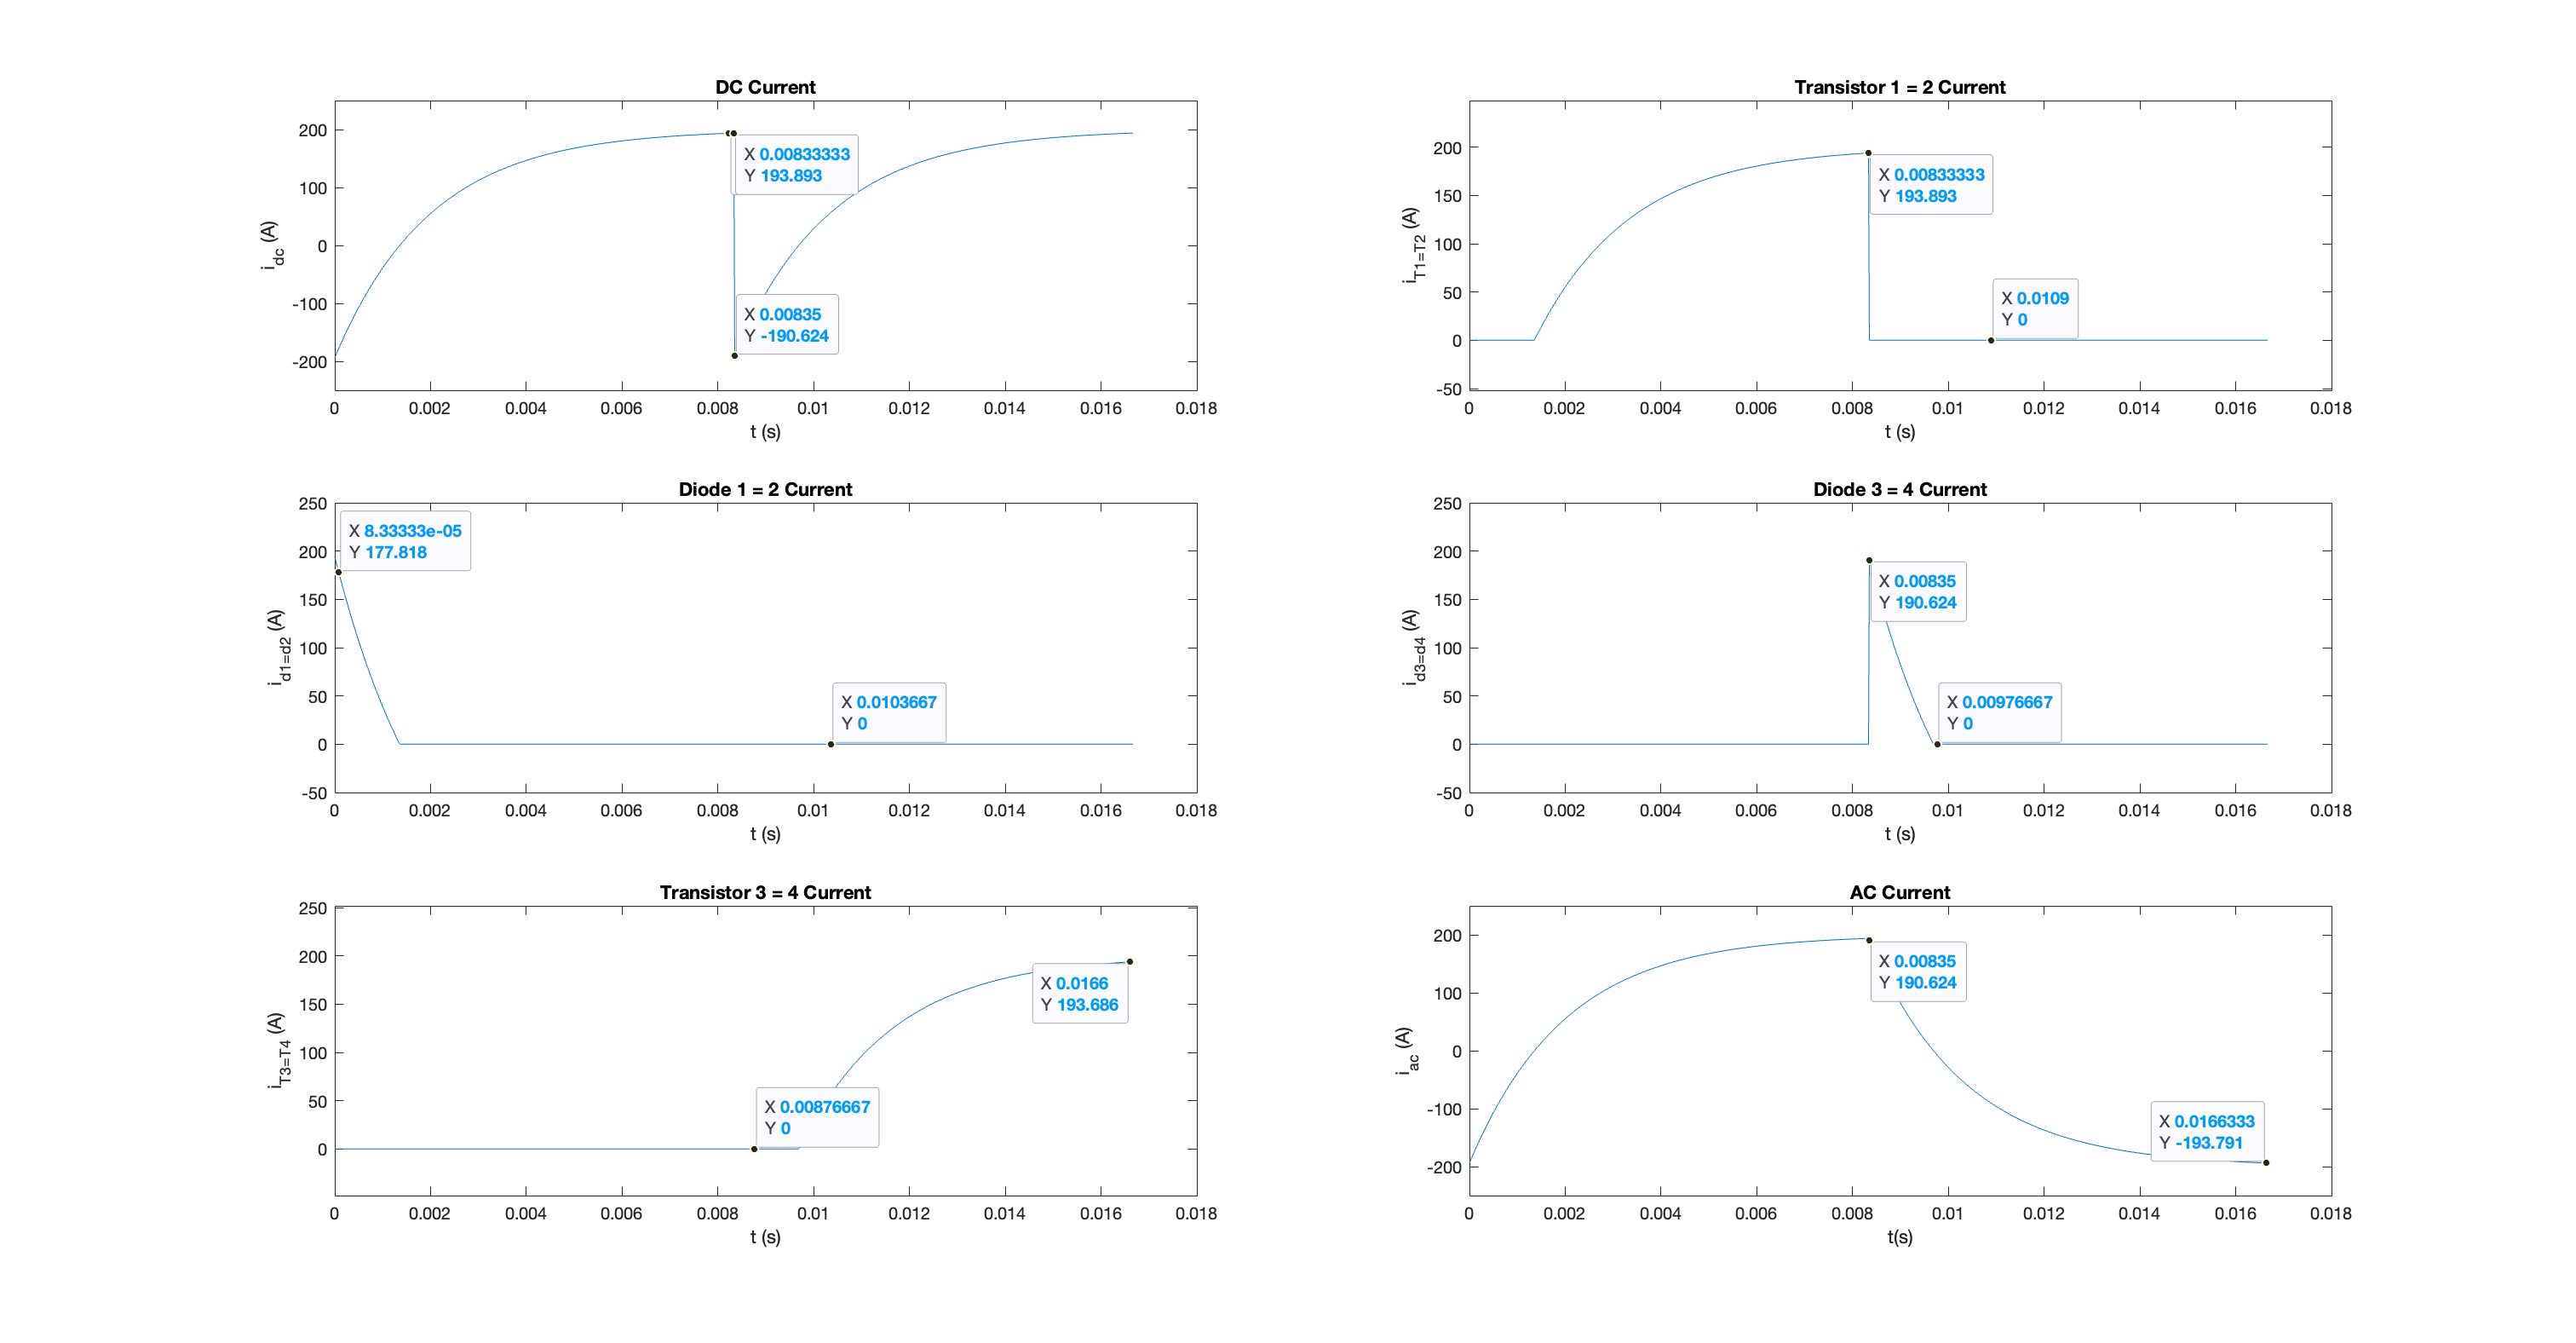 DC Current
200
100
0
-100
-200
i_dc (A)
X 0.00833333
Y 193.893
X 0.00835
Y -190.624
0 0.002 0.004 0.006 0.008 0.01 0.012 0.014 0.016 0.018
t (s)
Transistor 1 = 2 Current
200
150
100
50
0
-50
i_T1=T2 (A)
X 0.00833333
Y 193.893
X 0.0109
Y 0
0 0.002 0.004 0.006 0.008 0.01 0.012 0.014 0.016 0.018
t (s)
Diode 1 = 2 Current
250
200
150
100
50
0
-50
i_d1=d2 (A)
X 8.33333e-05
Y 177.818
X 0.0103667
Y 0
0 0.002 0.004 0.006 0.008 0.01 0.012 0.014 0.016 0.018
t (s)
Diode 3 = 4 Current
250
200
150
100
50
0
-50
i_d3=d4 (A)
X 0.00835
Y 190.624
X 0.00976667
Y 0
0 0.002 0.004 0.006 0.008 0.01 0.012 0.014 0.016 0.018
t (s)
Transistor 3 = 4 Current
250
200
150
100
50
0
i_T3=T4 (A)
X 0.0166
Y 193.686
X 0.00876667
Y 0
0 0.002 0.004 0.006 0.008 0.01 0.012 0.014 0.016 0.018
t (s)
AC Current
200
100
0
-100
-200
i_ac (A)
X 0.00835
Y 190.624
X 0.0166333
Y -193.791
0 0.002 0.004 0.006 0.008 0.01 0.012 0.014 0.016 0.018
t(s)